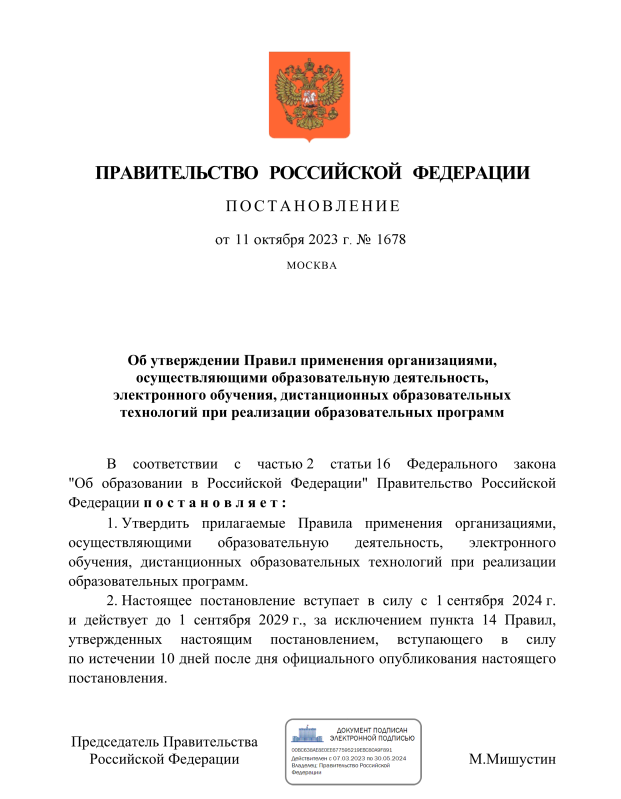 ПРАВИТЕЛЬСТВО РОССИЙСКОЙ ФЕДЕРАЦИИ
ПОСТАНОВЛЕНИЕ
от 11 октября 2023 г. № 1678
МОСКВА
Об утверждении Правил применения организациями,
осуществляющими образовательную деятельность,
электронного обучения, дистанционных образовательных
технологий при реализации образовательных программ
В соответствии с частью 2 статьи 16 Федерального закона
"Об образовании в Российской Федерации" Правительство Российской
Федерации постановляет:
1. Утвердить прилагаемые Правила применения организациями,
осуществляющими образовательную деятельность, электронного
обучения, дистанционных образовательных технологий при реализации
образовательных программ.
2. Настоящее постановление вступает в силу с 1 сентября 2024 г.
и действует до 1 сентября 2029 г., за исключением пункта 14 Правил,
утвержденных настоящим постановлением, вступающего в силу
по истечении 10 дней после дня официального опубликования настоящего
постановления.
Председатель Правительства
Российской Федерации
ДОКУМЕНТ ПОДПИСАН
ЭЛЕКТРОННОЙ ПОДПИСЬЮ
Действителен с 07.03.2023 по 30.05.2024
Владелец: Правительство Российской
Федерации
М.Мишустин